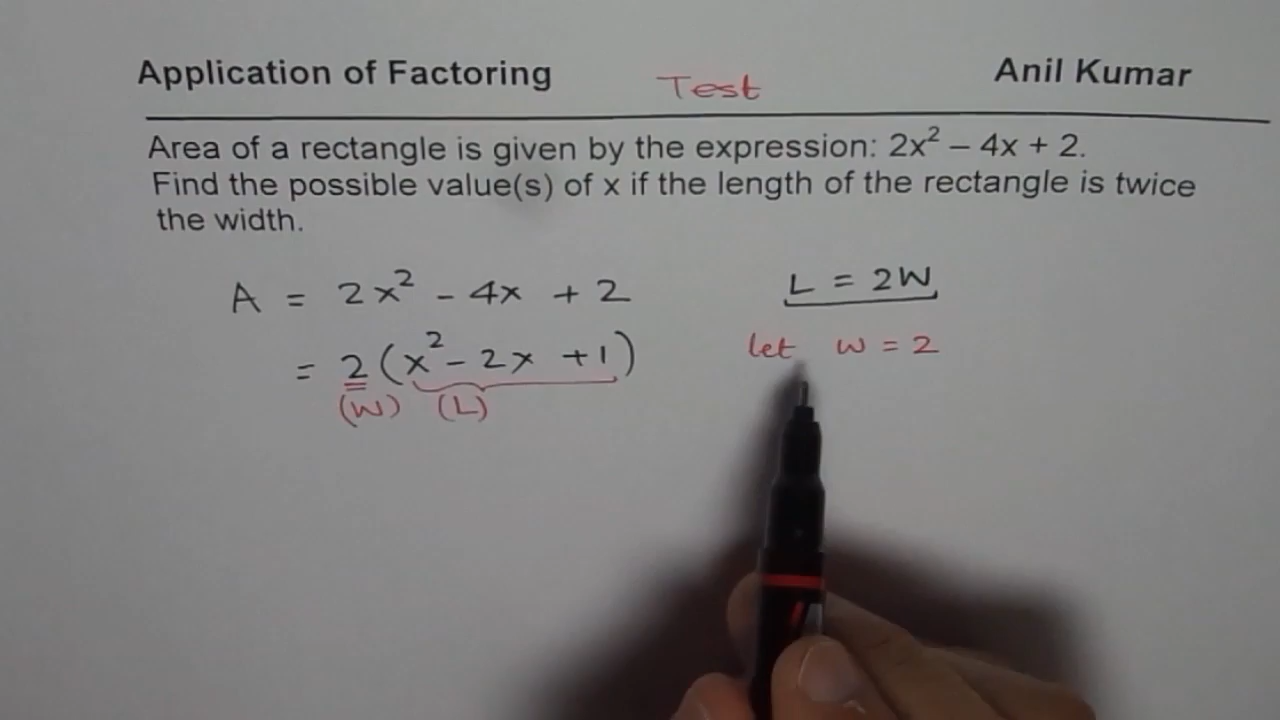 Application of Factoring Test Anil Kumar
Area of a rectangle is given by the expression: 2x² – 4x + 2.
Find the possible value(s) of x if the length of the rectangle is twice
the width.
A = 2x² - 4x + 2 L = 2W
= 2 (x² - 2x + 1) let w = 2
(W) (L)